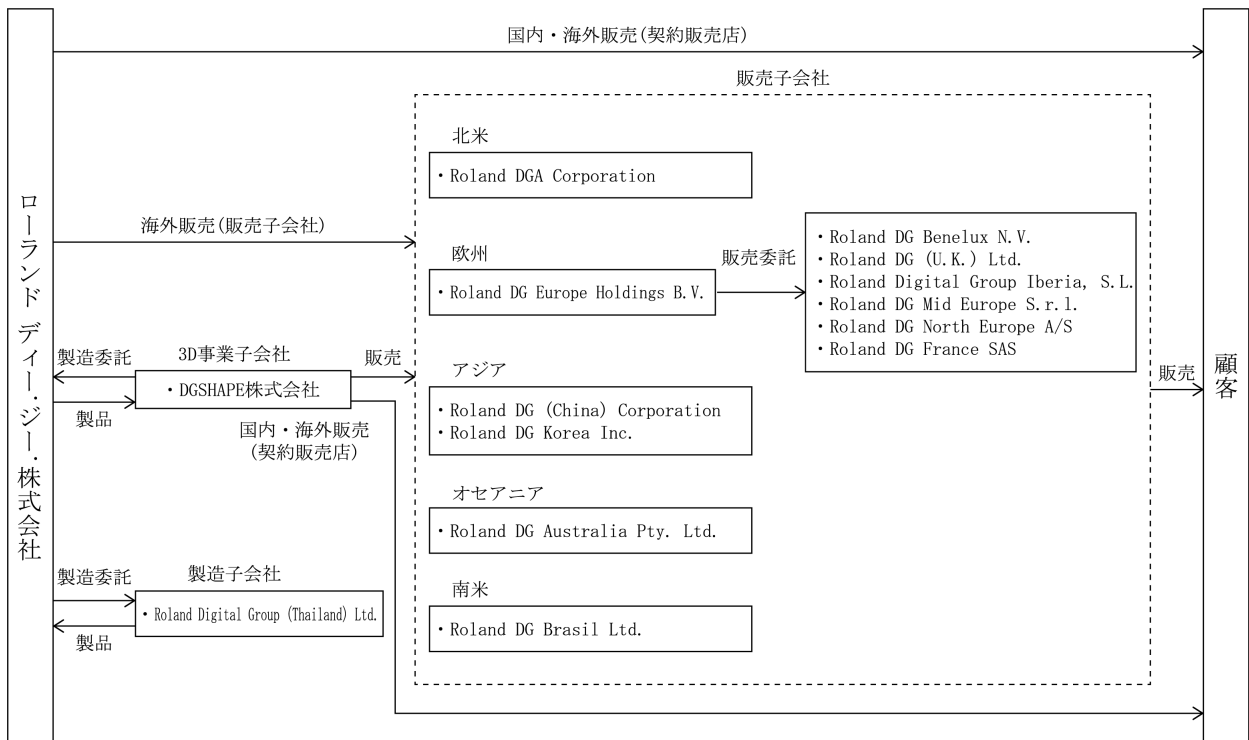 国内・海外販売(契約販売店)
販売子会社
ローランド ディー.ジー.株式会社
海外販売(販売子会社)
北米
・Roland DGA Corporation
欧州
・Roland DG Europe Holdings B.V.
販売委託
・Roland DG Benelux N.V.
・Roland DG (U.K.) Ltd.
・Roland Digital Group Iberia, S.L.
・Roland DG Mid Europe S.r.l.
・Roland DG North Europe A/S
・Roland DG France SAS
製造委託
製品
3D事業子会社
・DGSHAPE株式会社
販売
国内・海外販売
(契約販売店)
アジア
・Roland DG (China) Corporation
・Roland DG Korea Inc.
オセアニア
・Roland DG Australia Pty. Ltd.
南米
・Roland DG Brasil Ltd.
製造委託
製品
製造子会社
・Roland Digital Group (Thailand) Ltd.
販売
顧客